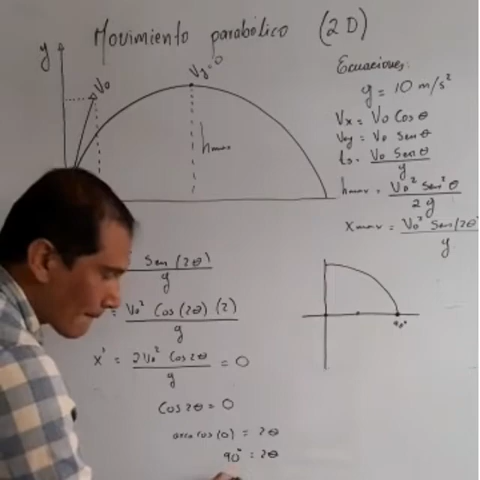 Movimiento parabólico (2D)
y
Vo
Vy=0
hmax
Ecuaciones:
g = 10 m/s²
Vx = Vo Cos θ
Voy = Vo Sen θ
ts = Vo Sen θ
g
hmax = Vo² Sen² θ
2g
xmax = Vo² Sen (2θ
g
Sen (2θ)
g
= Vo² Cos (2θ) (2)
g
x' = 2Vo² Cos 2θ = 0
g
Cos 2θ = 0
arco cos (0) = 2θ
90° = 2θ
90°